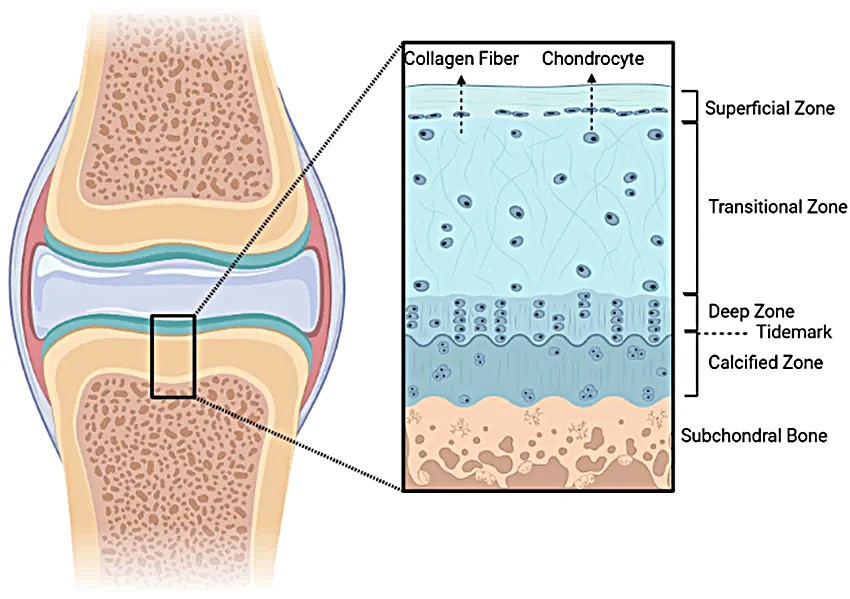 Collagen Fiber
Chondrocyte
Superficial Zone
Transitional Zone
Deep Zone
Tidemark
Calcified Zone
Subchondral Bone